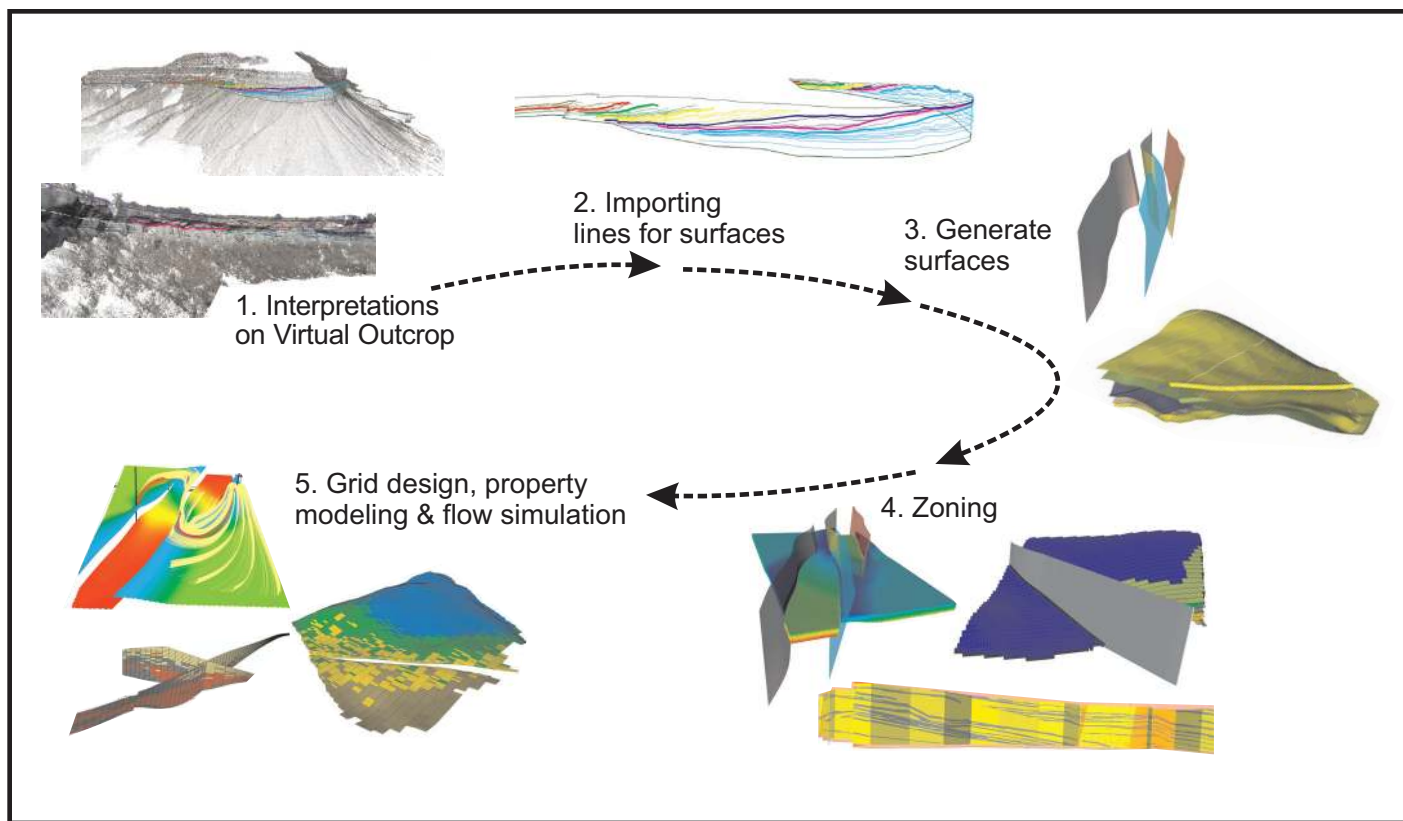 1. Interpretations
on Virtual Outcrop
2. Importing
lines for surfaces
3. Generate
surfaces
4. Zoning
5. Grid design, property
modeling & flow simulation